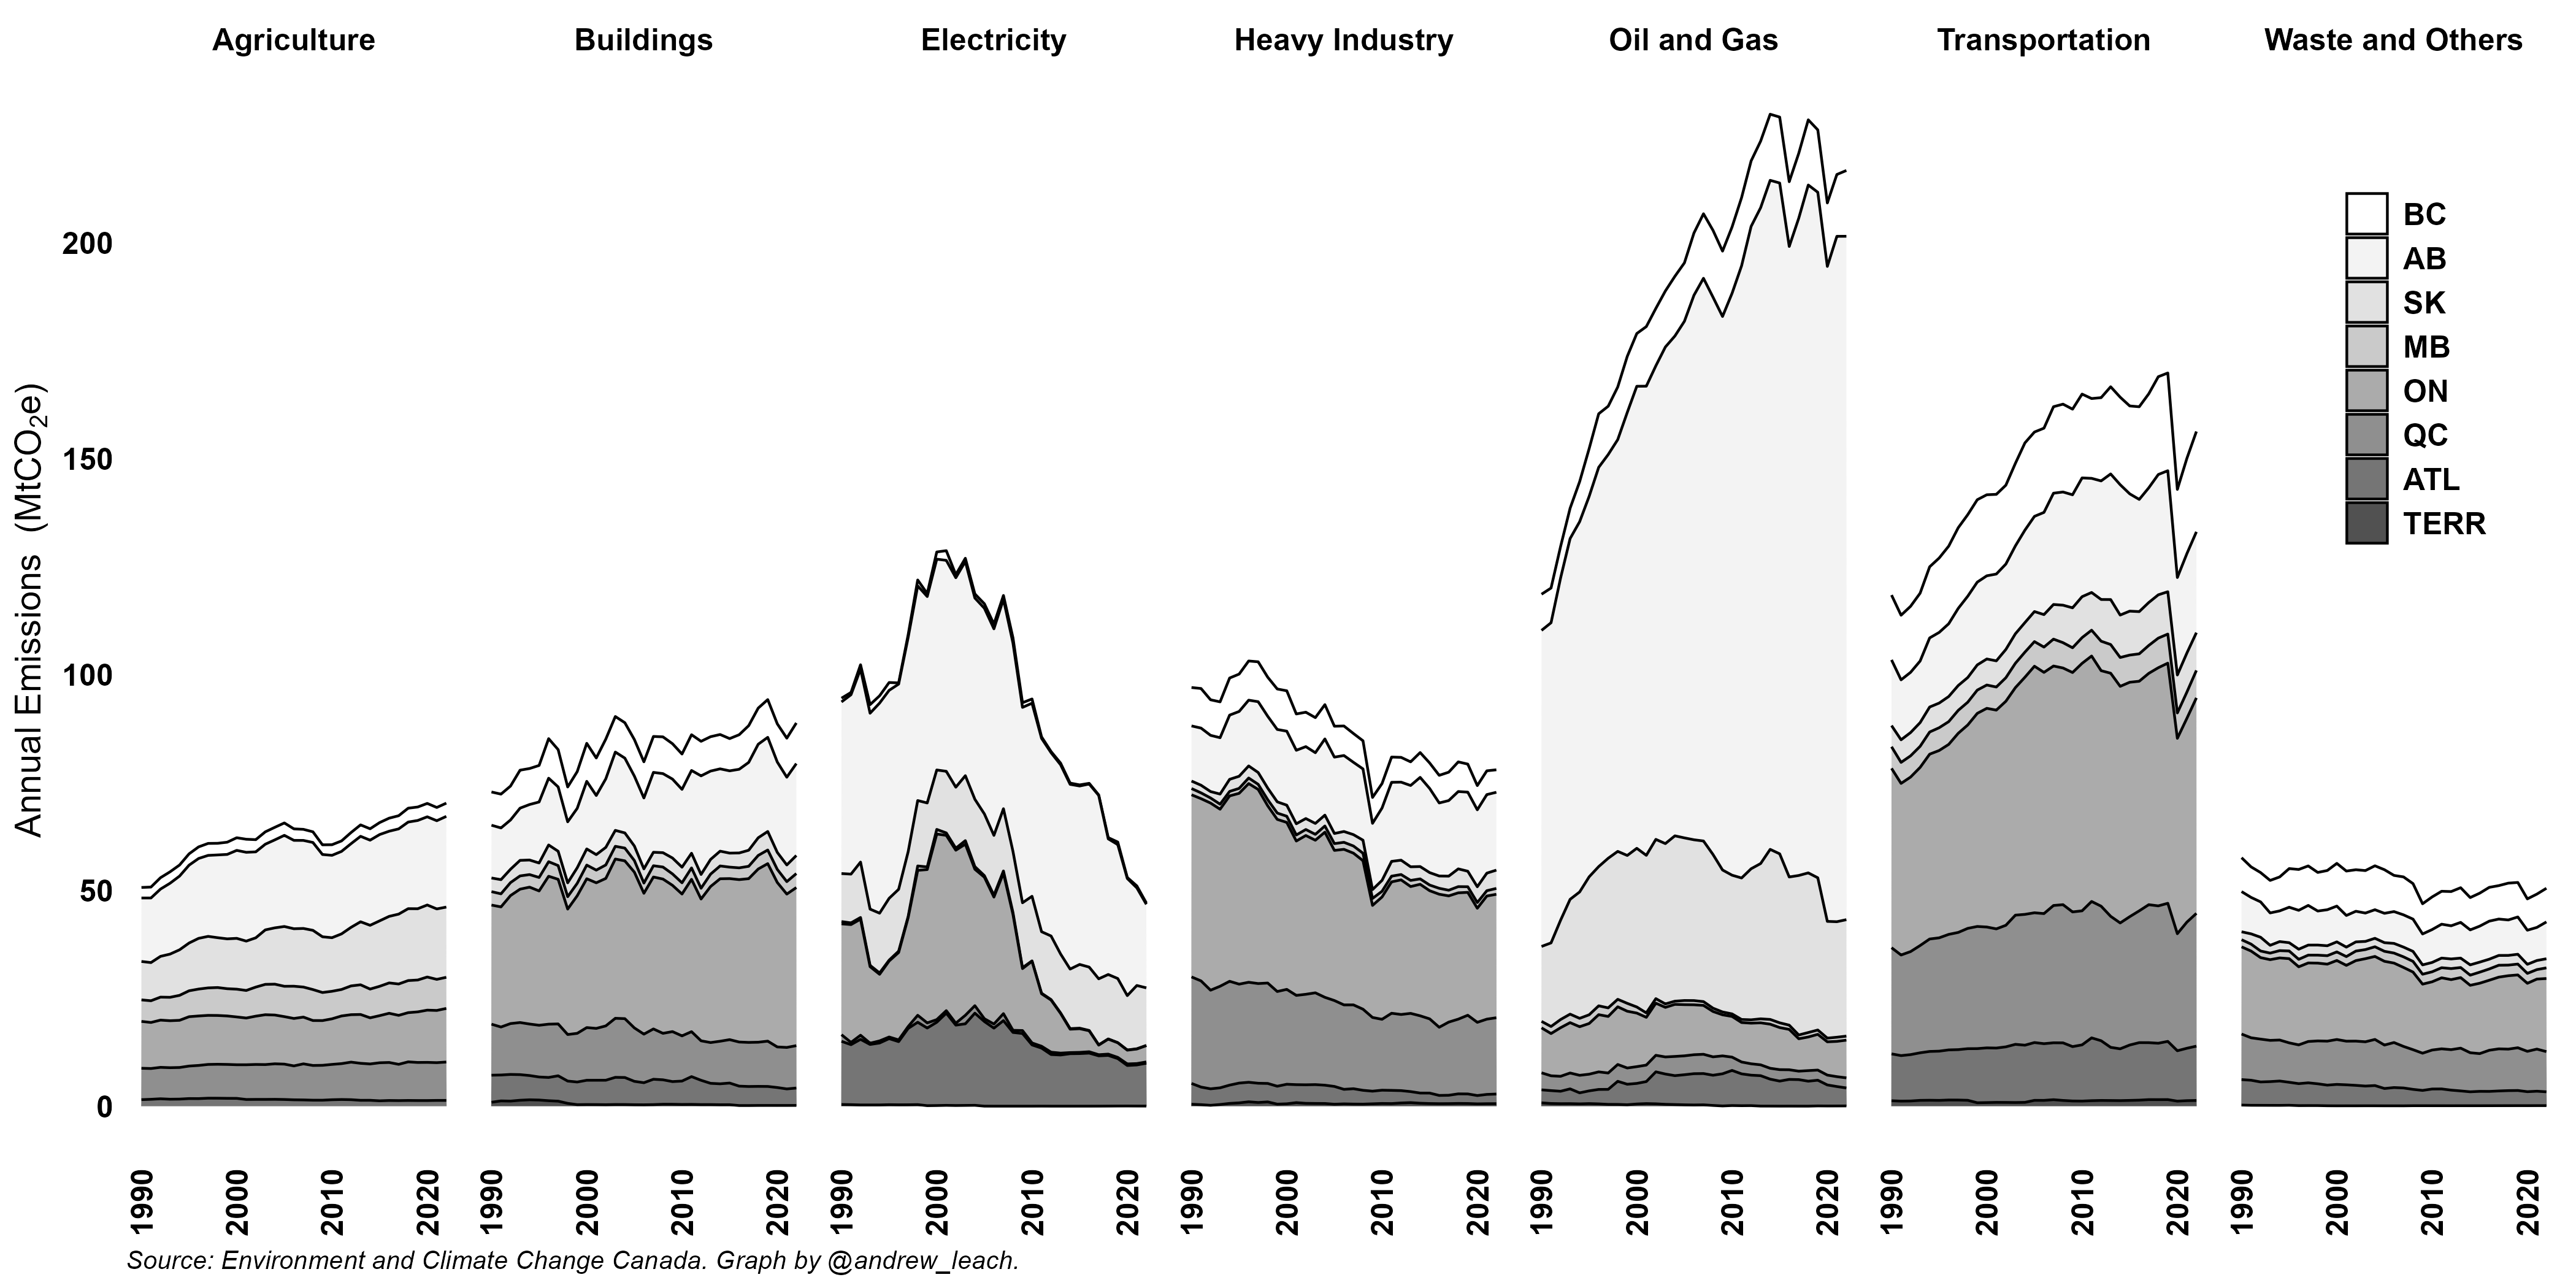 Agriculture Buildings Electricity Heavy Industry Oil and Gas Transportation Waste and Others
Annual Emissions (MtCO₂e)
200
150
100
50
0
BC
AB
SK
MB
ON
QC
ATL
TERR
1990 2000 2010 2020 1990 2000 2010 2020 1990 2000 2010 2020 1990 2000 2010 2020 1990 2000 2010 2020 1990 2000 2010 2020 1990 2000 2010 2020
Source: Environment and Climate Change Canada. Graph by @andrew_leach.